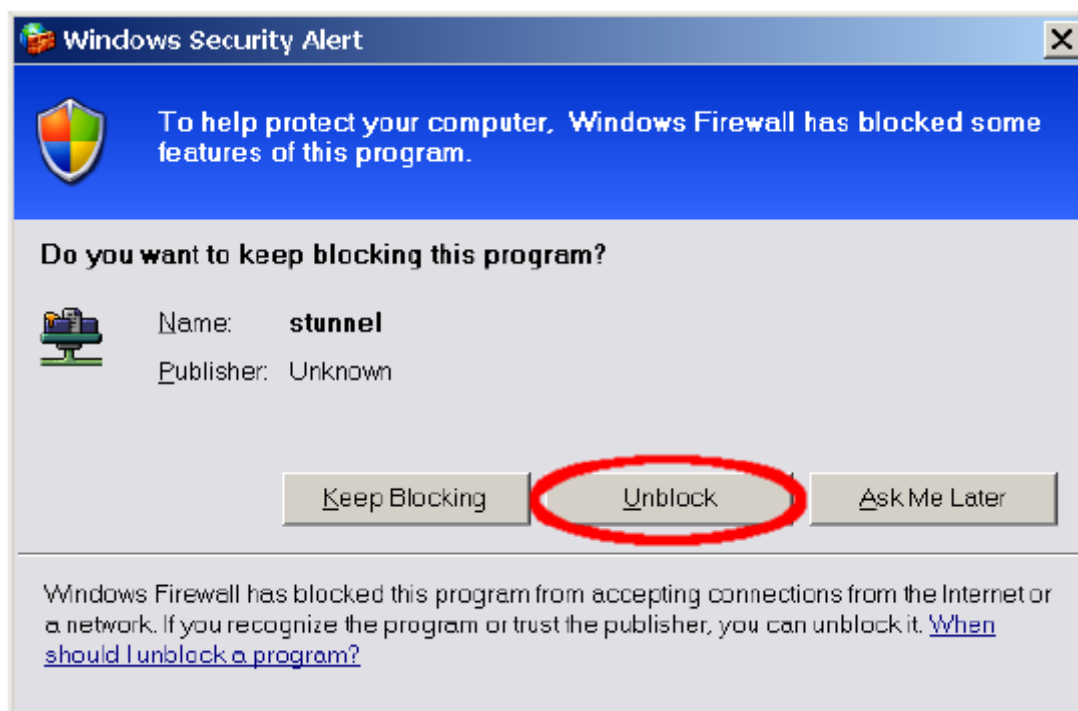 Windows Security Alert
To help protect your computer, Windows Firewall has blocked some
features of this program.
Do you want to keep blocking this program?
Name: stunnel
Publisher: Unknown
Keep Blocking Unblock Ask Me Later
Windows Firewall has blocked this program from accepting connections from the Internet or
a network. If you recognize the program or trust the publisher, you can unblock it. When
should I unblock a program?